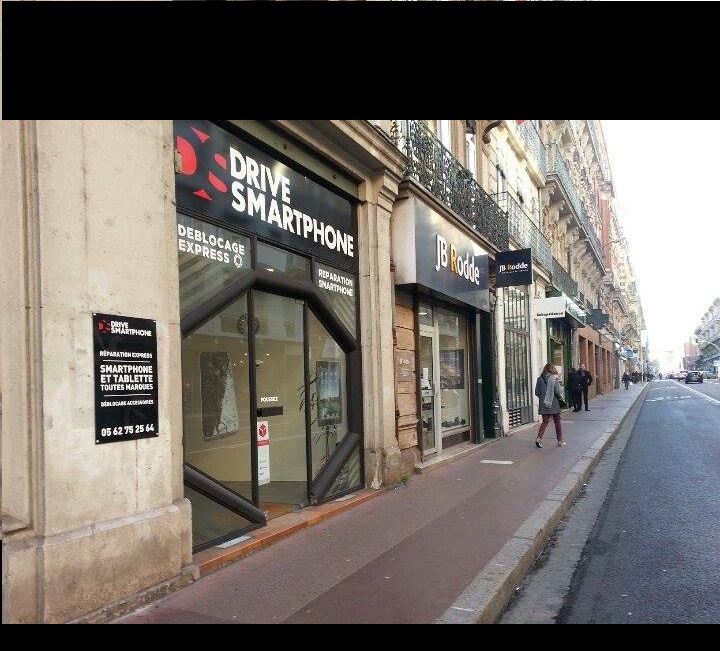 DRIVE
SMARTPHONE
DEBLOCAGE
EXPRESS
REPARATION
SMARTPHONE
DRIVE
SMARTPHONE
RÉPARATION EXPRESS
SMARTPHONE
ET TABLETTE
TOUTES MARQUES
DÉBLOCAGE ACCESSOIRES
05 62 75 25 64
POUSSEZ
JB Rodde
JB Rodde